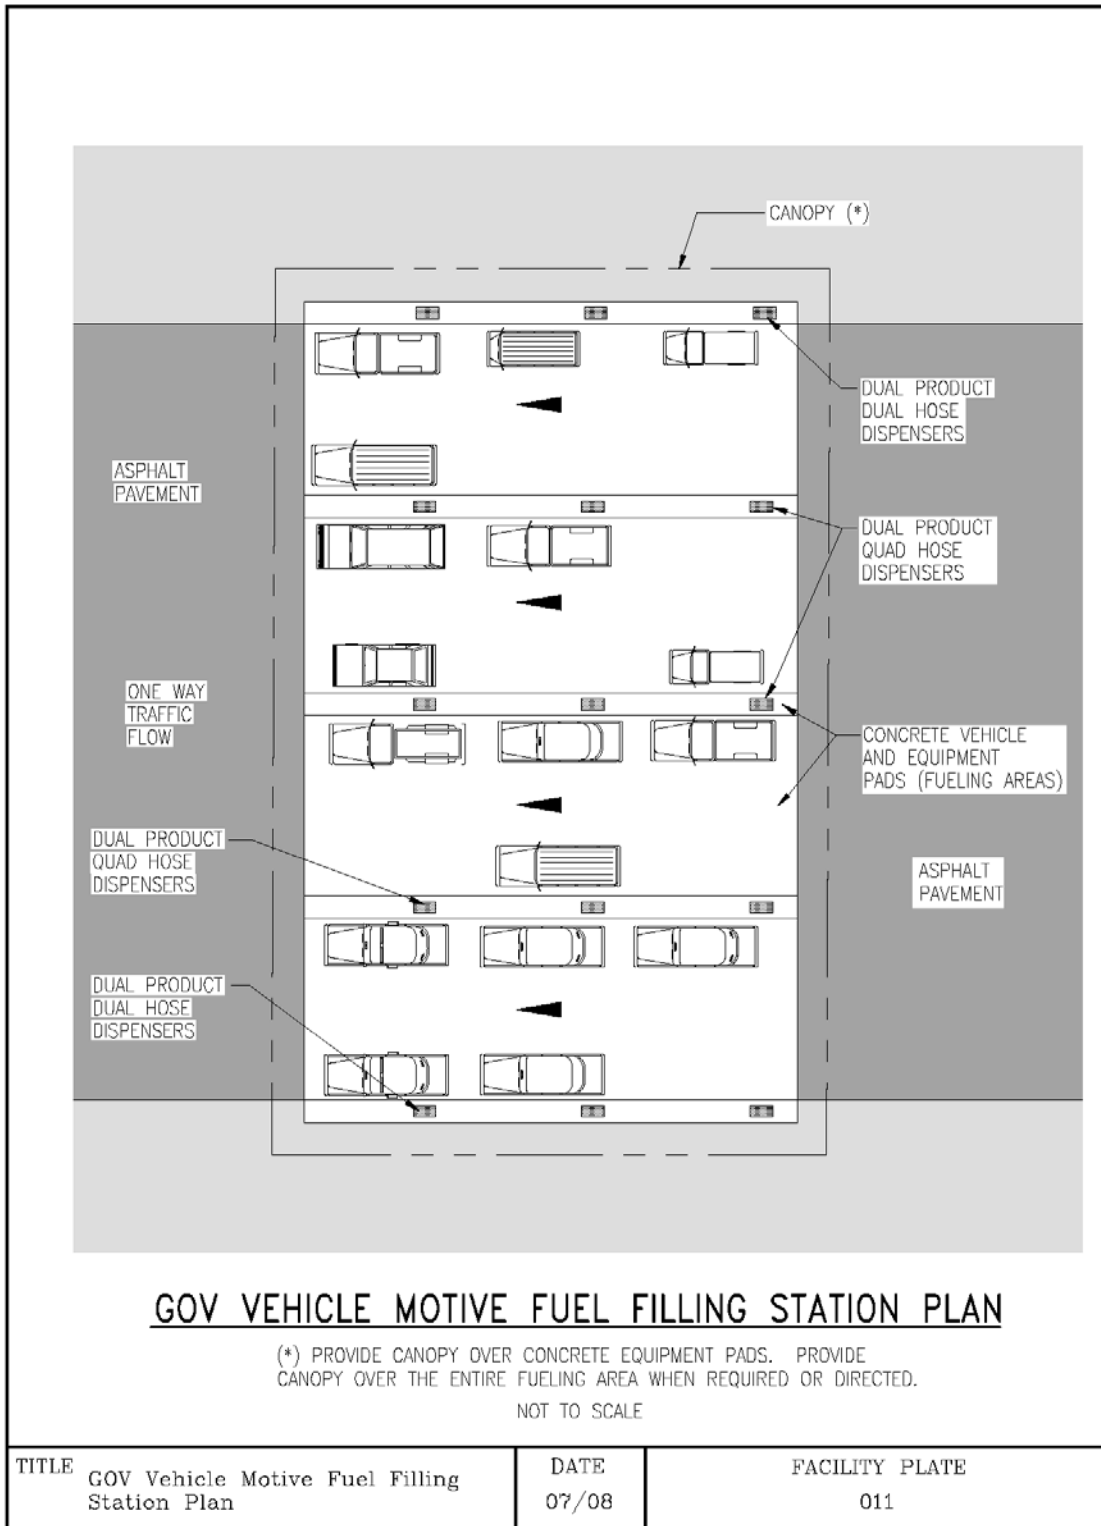 CANOPY (*)
DUAL PRODUCT
DUAL HOSE
DISPENSERS
ASPHALT
PAVEMENT
DUAL PRODUCT
QUAD HOSE
DISPENSERS
ONE WAY
TRAFFIC
FLOW
CONCRETE VEHICLE
AND EQUIPMENT
PADS (FUELING AREAS)
DUAL PRODUCT
QUAD HOSE
DISPENSERS
ASPHALT
PAVEMENT
DUAL PRODUCT
DUAL HOSE
DISPENSERS
GOV VEHICLE MOTIVE FUEL FILLING STATION PLAN
(*) PROVIDE CANOPY OVER CONCRETE EQUIPMENT PADS. PROVIDE
CANOPY OVER THE ENTIRE FUELING AREA WHEN REQUIRED OR DIRECTED.
NOT TO SCALE
TITLE GOV Vehicle Motive Fuel Filling
Station Plan
DATE
07/08
FACILITY PLATE
011